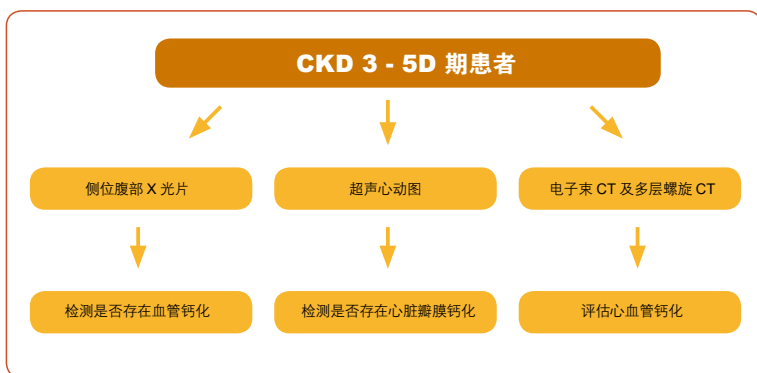 CKD 3 - 5D 期患者
侧位腹部 X 光片
超声心动图
电子束 CT 及多层螺旋 CT
检测是否存在血管钙化
检测是否存在心脏瓣膜钙化
评估心血管钙化